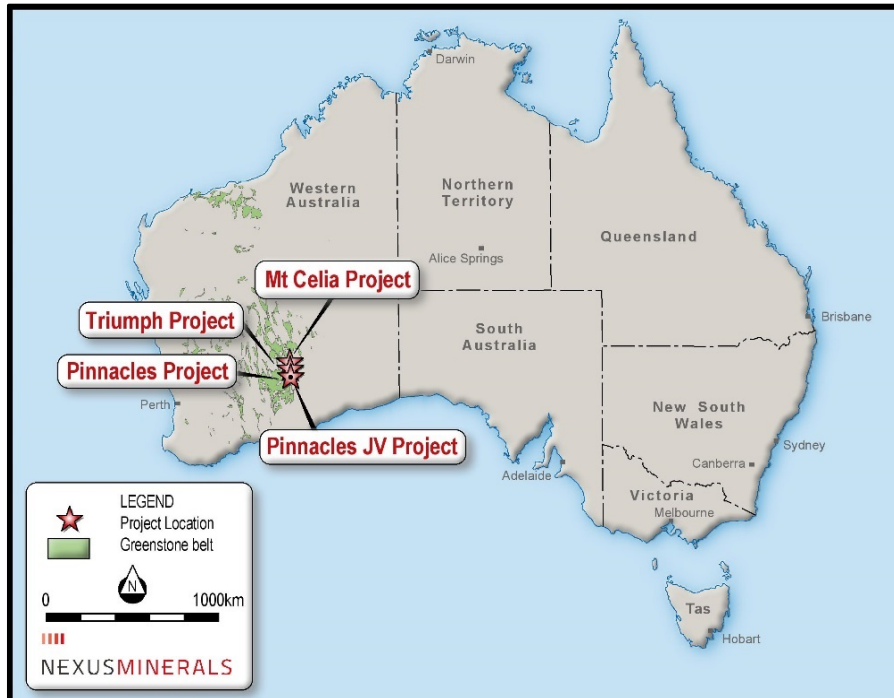 Darwin
Western
Australia
Northern
Territory
Alice Springs
Queensland
Mt Celia Project
Triumph Project
Pinnacles Project
Pinnacles JV Project
South
Australia
Brisbane
Perth
New South
Wales
Sydney
Canberra
Adelaide
Victoria
Melbourne
Tas
Hobart
LEGEND
Project Location
Greenstone belt
N
0 1000km
NEXUSMINERALS